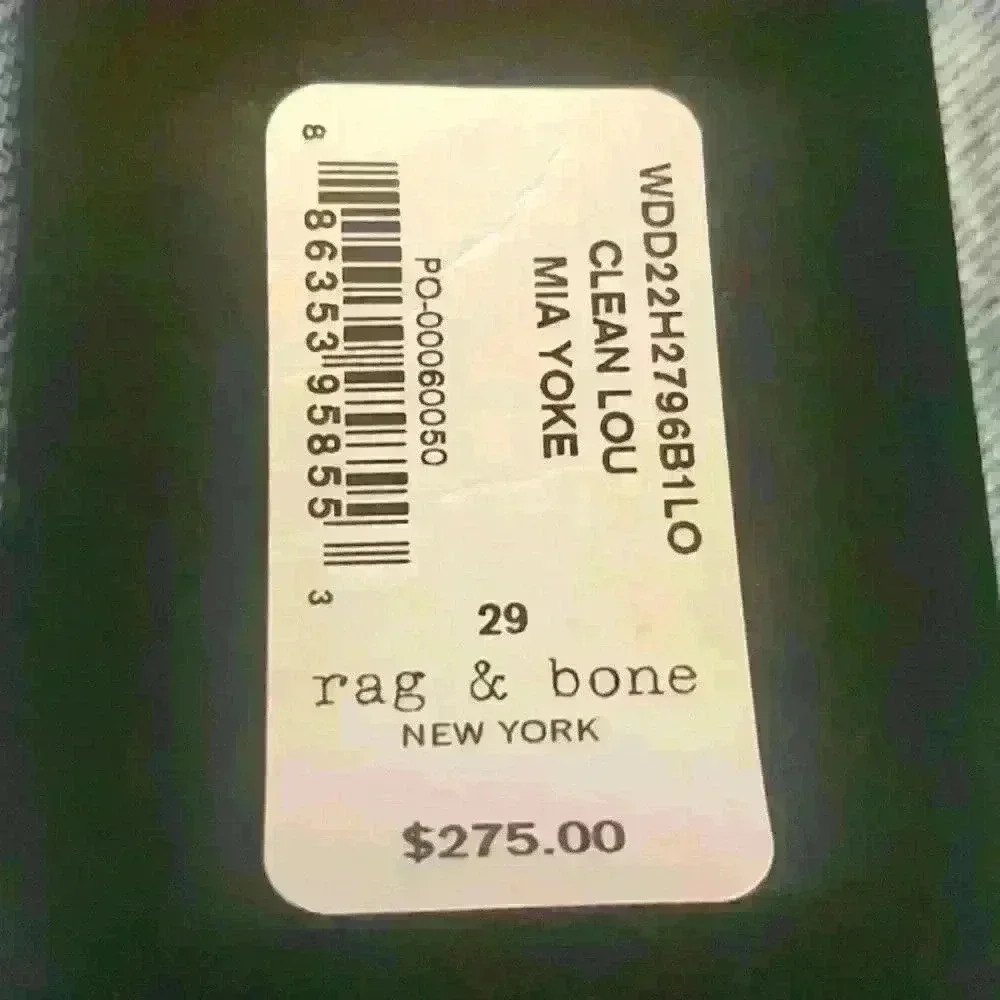 WDD22H2796B1LO
CLEAN LOU
MIA YOKE
PO-00060050
8 86353 95855 3
29
rag & bone
NEW YORK
$275.00